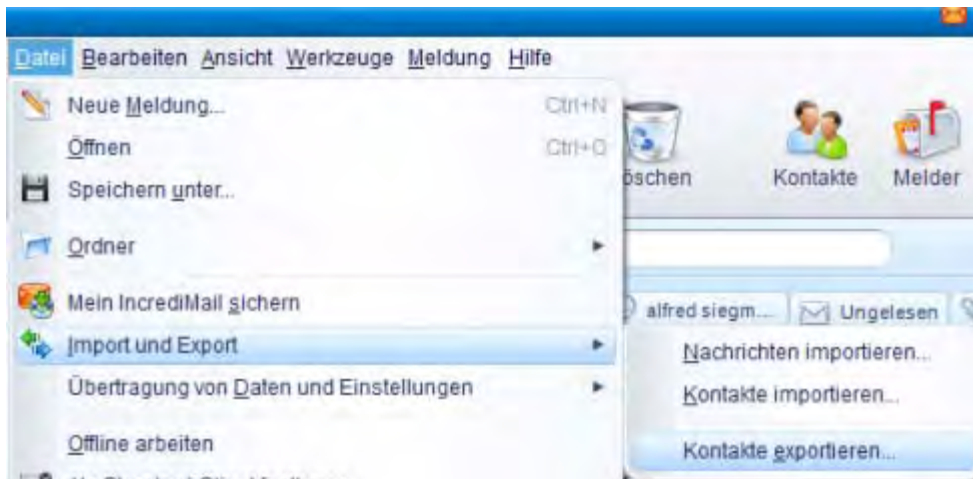 Datei Bearbeiten Ansicht Werkzeuge Meldung Hilfe
Neue Meldung... Ctrl+N
Öffnen Ctrl+O
Speichern unter...
Ordner
Mein IncrediMail sichern
Import und Export
Übertragung von Daten und Einstellungen
Offline arbeiten
öschen Kontakte Melder
alfred siegm... Ungelesen
Nachrichten importieren...
Kontakte importieren...
Kontakte exportieren...